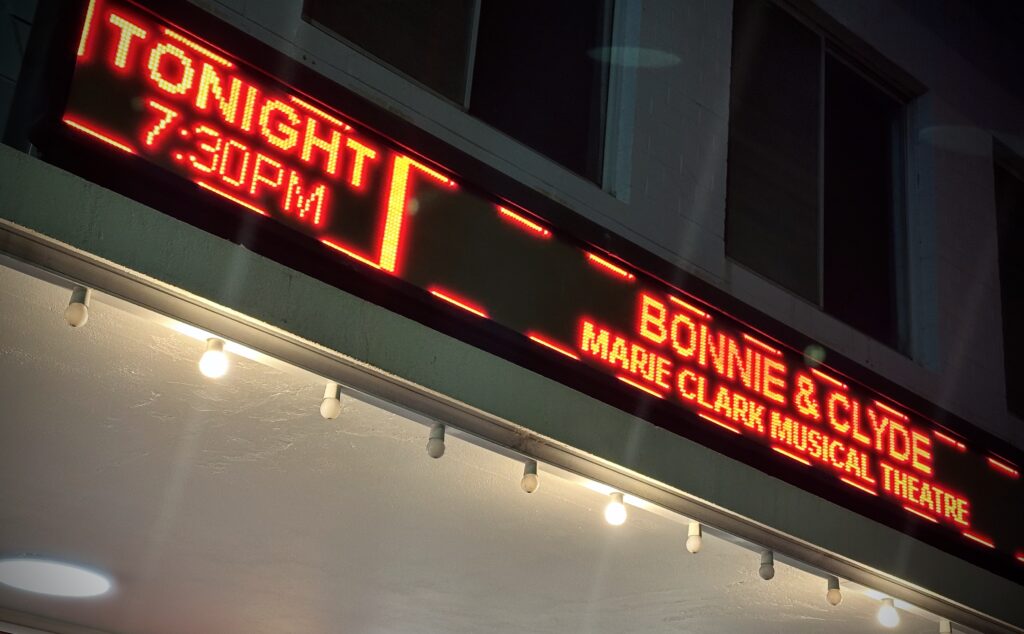 TONIGHT
7:30PM
BONNIE & CLYDE
MARIE CLARK MUSICAL THEATRE